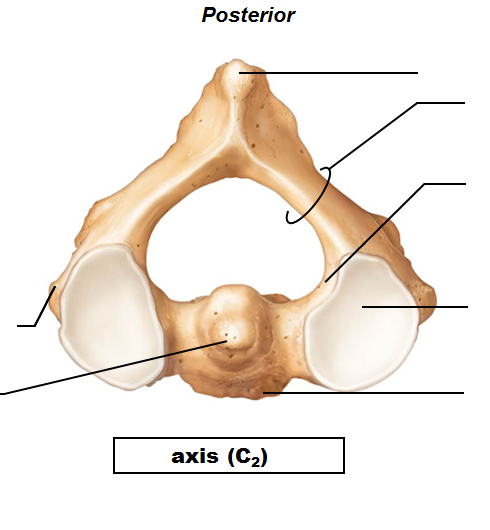 Posterior
axis (C₂)